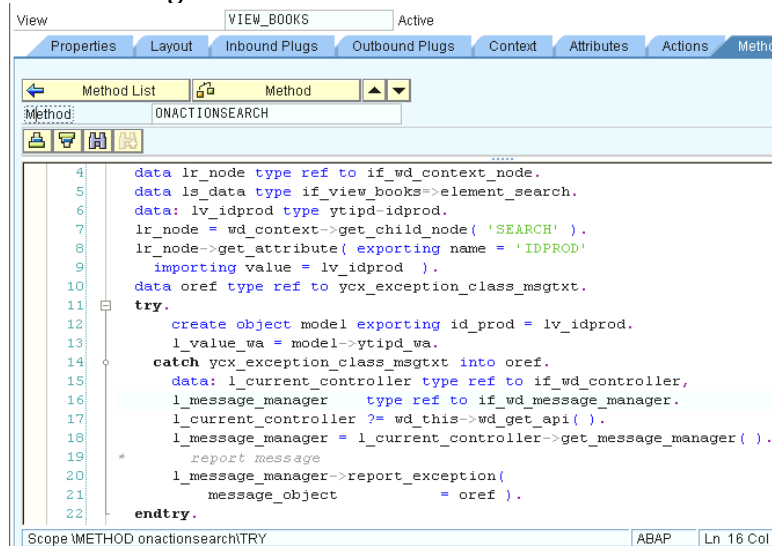 View VIEW_BOOKS Active
Properties Layout Inbound Plugs Outbound Plugs Context Attributes Actions
Method List Method
Method ONACTIONSEARCH
4 data lr_node type ref to if_wd_context_node.
5 data ls_data type if_view_books=>element_search.
6 data: lv_idprod type ytipd-idprod.
7 lr_node = wd_context->get_child_node( 'SEARCH' ).
8 lr_node->get_attribute( exporting name = 'IDPROD'
9 importing value = lv_idprod ).
10 data oref type ref to ycx_exception_class_msgtxt.
11 try.
12 create object model exporting id_prod = lv_idprod.
13 l_value_wa = model->ytipd_wa.
14 catch ycx_exception_class_msgtxt into oref.
15 data: l_current_controller type ref to if_wd_controller,
16 l_message_manager type ref to if_wd_message_manager.
17 l_current_controller ?= wd_this->wd_get_api( ).
18 l_message_manager = l_current_controller->get_message_manager( ).
19 * report message
20 l_message_manager->report_exception(
21 message_object = oref ).
22 endtry.
Scope \METHOD onactionsearch\TRY ABAP Ln 16 Col